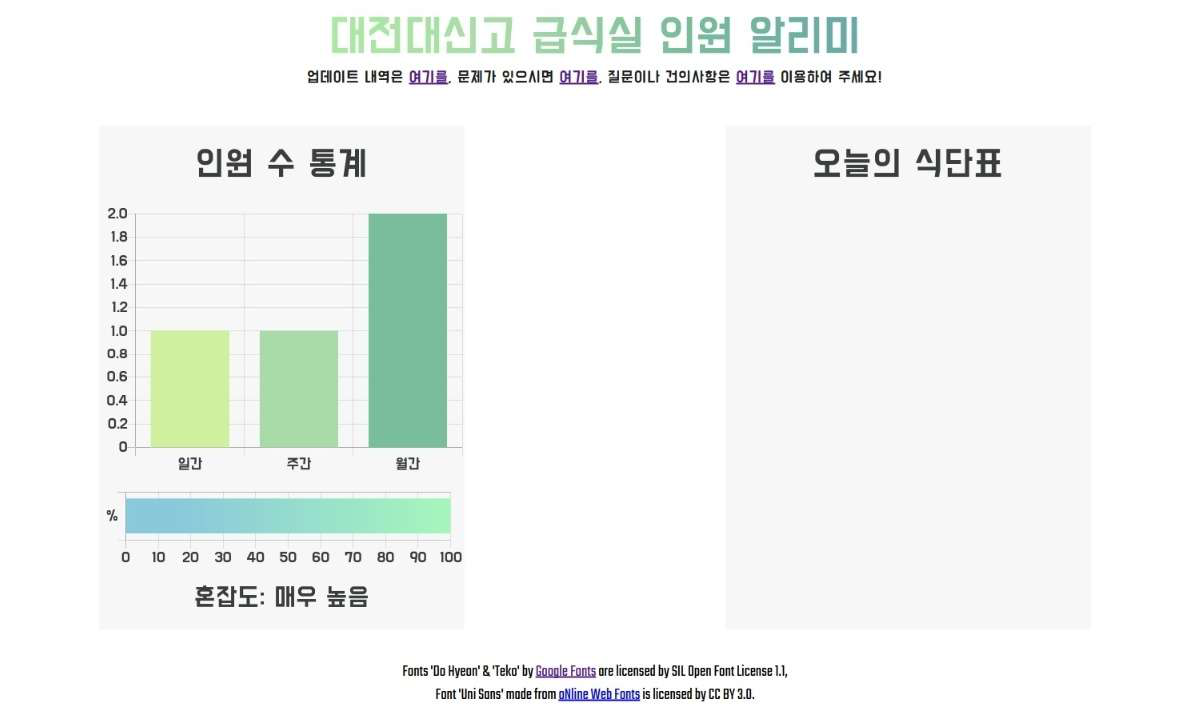 대전대신고 급식실 인원 알리미
업데이트 내역은 여기를, 문제가 있으시면 여기를, 질문이나 건의사항은 여기를 이용하여 주세요!
인원 수 통계
2.0
1.8
1.6
1.4
1.2
1.0
0.8
0.6
0.4
0.2
0
일간 주간 월간
%
0 10 20 30 40 50 60 70 80 90 100
혼잡도: 매우 높음
오늘의 식단표
Fonts 'Do Hyeon' & 'Teko' by Google Fonts are licensed by SIL Open Font License 1.1,
Font 'Uni Sans' made from oNline Web Fonts is licensed by CC BY 3.0.